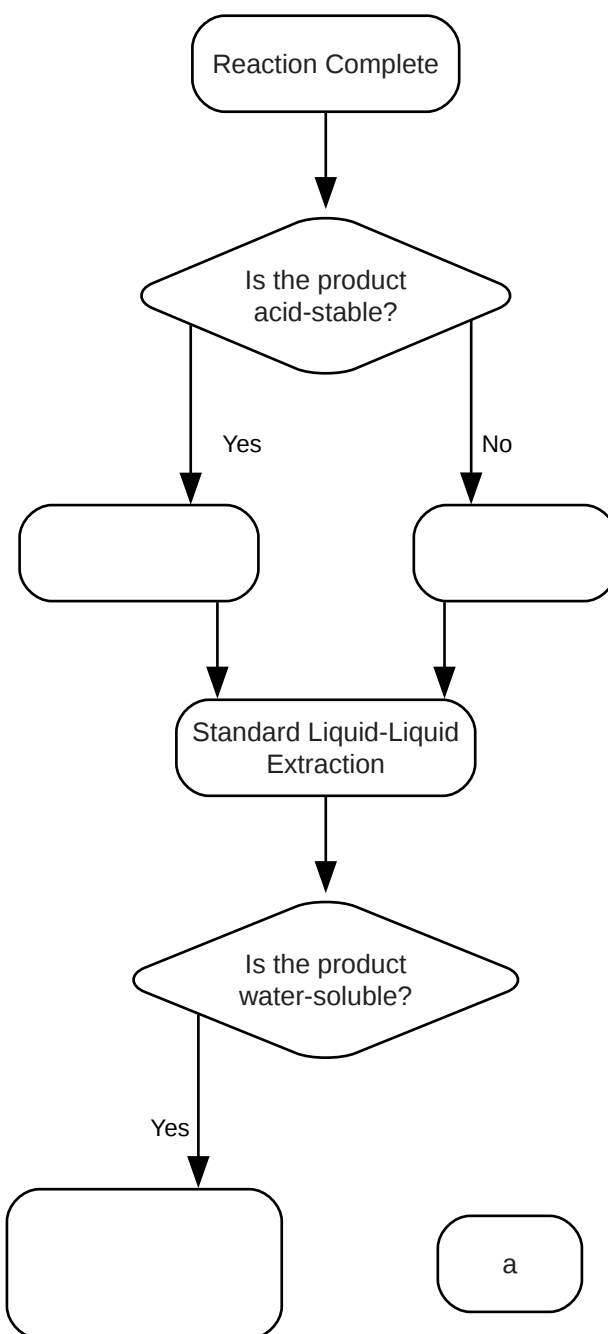 Reaction Complete
Is the product
acid-stable?
Yes
No
Standard Liquid-Liquid
Extraction
Is the product
water-soluble?
Yes
a